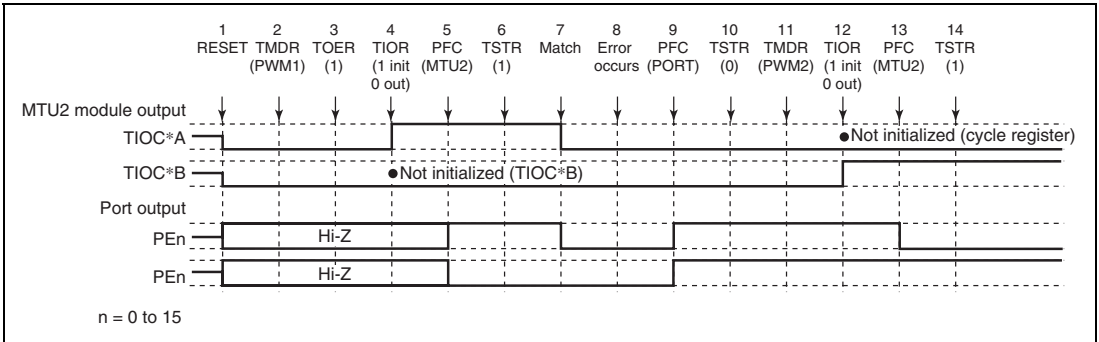 1 2 3 4 5 6 7 8 9 10 11 12 13 14
RESET TMDR TOER TIOR PFC TSTR Match Error PFC TSTR TMDR TIOR PFC TSTR
(PWM1) (1) (1 init (MTU2) (1) occurs (PORT) (0) (PWM2) (1 init (MTU2) (1)
0 out) 0 out)
MTU2 module output
TIOC*A ●Not initialized (cycle register)
TIOC*B ●Not initialized (TIOC*B)
Port output
PEn Hi-Z
PEn Hi-Z
n = 0 to 15